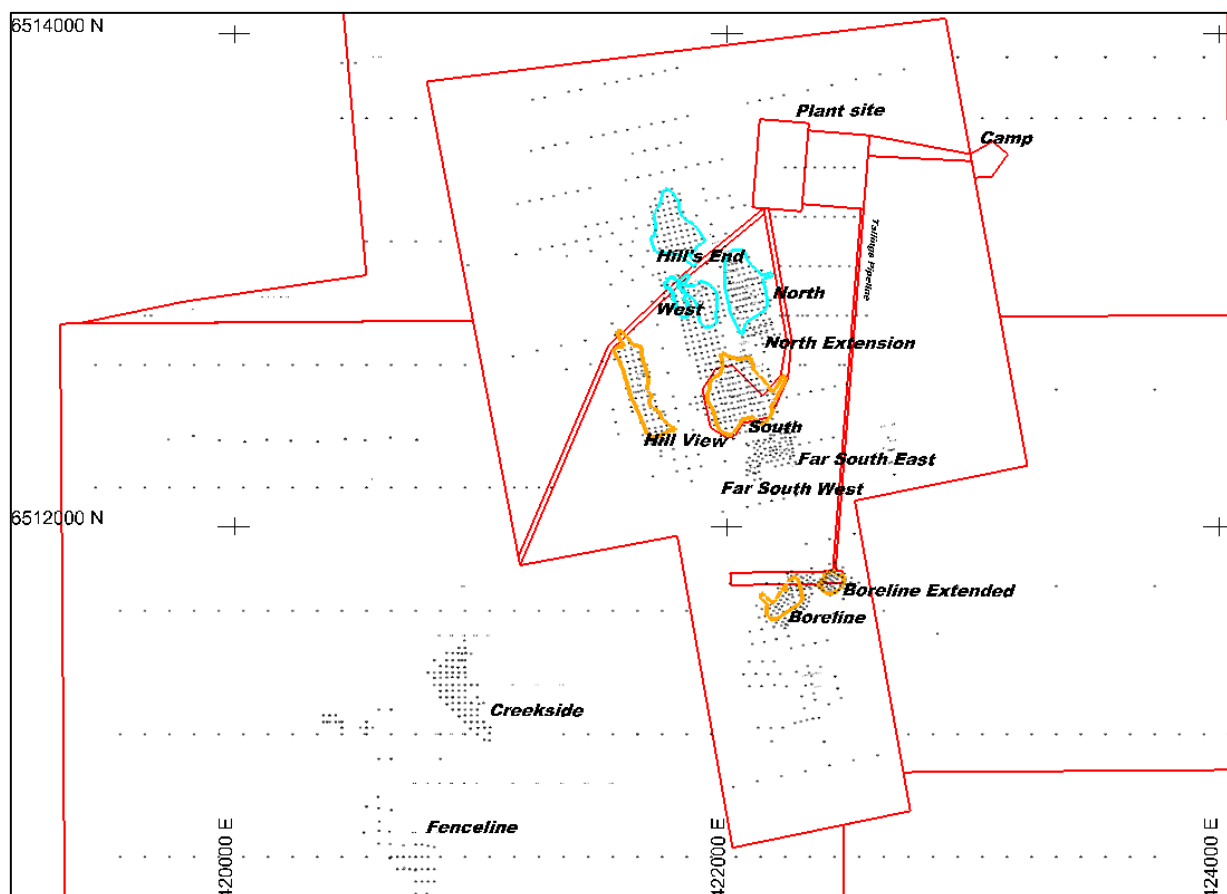 6514000 N
Plant site
Camp
Tailings Pipeline
Hill's End
North
West
North Extension
South
Hill View
Far South East
Far South West
6512000 N
Boreline Extended
Boreline
Creekside
Fenceline
420000 E
422000 E
424000 E